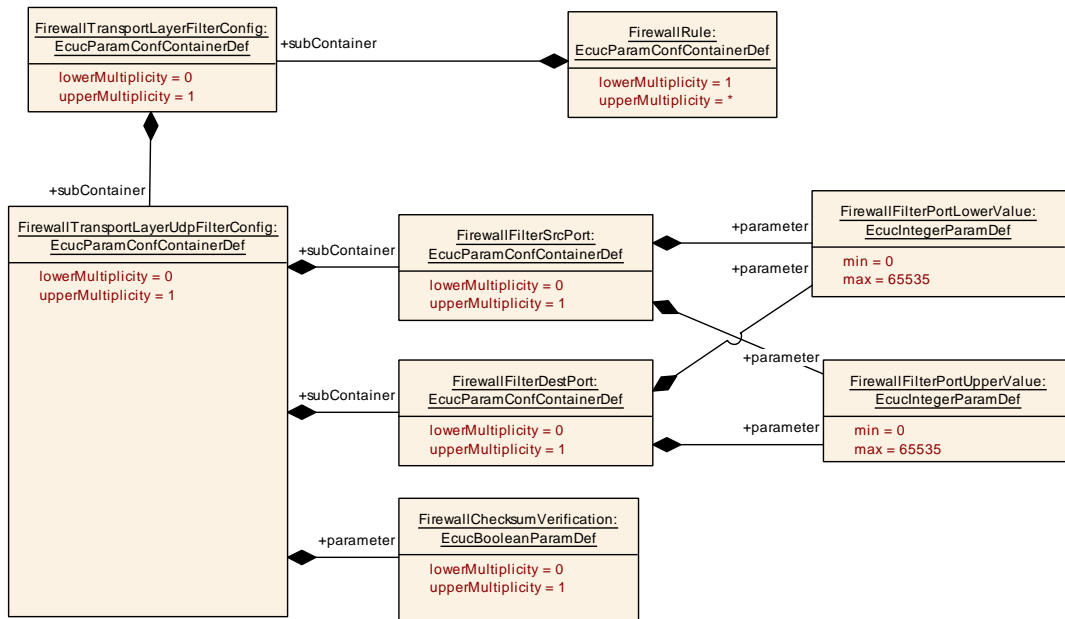 FirewallTransportLayerFilterConfig:
EcucParamConfContainerDef
lowerMultiplicity = 0
upperMultiplicity = 1
+subContainer
FirewallRule:
EcucParamConfContainerDef
lowerMultiplicity = 1
upperMultiplicity = *
+subContainer
FirewallTransportLayerUdpFilterConfig:
EcucParamConfContainerDef
lowerMultiplicity = 0
upperMultiplicity = 1
+subContainer
FirewallFilterSrcPort:
EcucParamConfContainerDef
lowerMultiplicity = 0
upperMultiplicity = 1
+parameter
+parameter
FirewallFilterPortLowerValue:
EcucIntegerParamDef
min = 0
max = 65535
+subContainer
FirewallFilterDestPort:
EcucParamConfContainerDef
lowerMultiplicity = 0
upperMultiplicity = 1
+parameter
+parameter
FirewallFilterPortUpperValue:
EcucIntegerParamDef
min = 0
max = 65535
+parameter
FirewallChecksumVerification:
EcucBooleanParamDef
lowerMultiplicity = 0
upperMultiplicity = 1